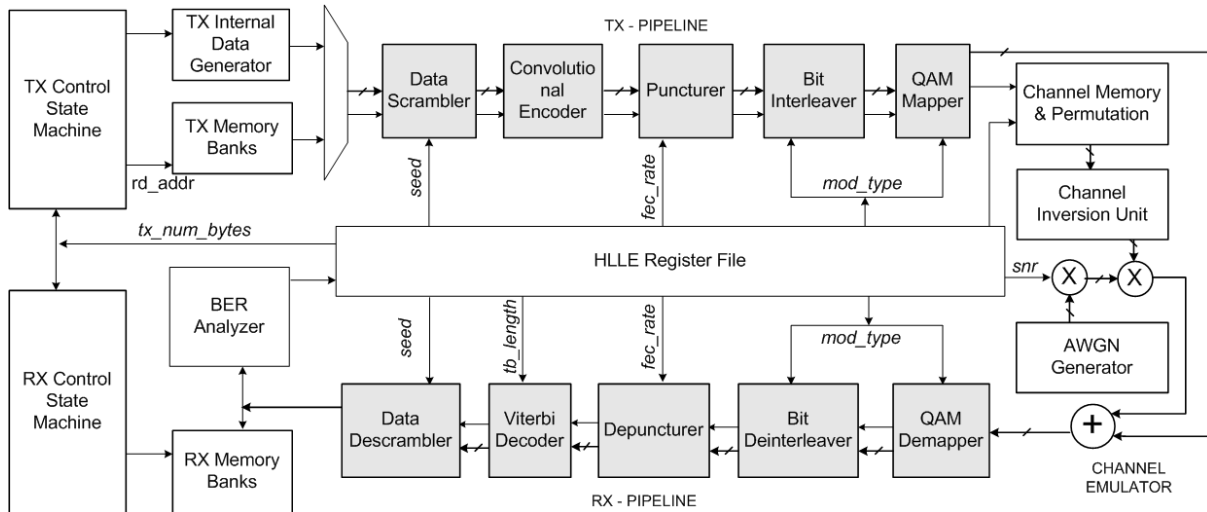 TX - PIPELINE
TX Internal
Data
Generator
TX Control
State
Machine
TX Memory
Banks
rd_addr
Data
Scrambler
Convolutio
nal
Encoder
Puncturer
Bit
Interleaver
QAM
Mapper
Channel Memory
& Permutation
Channel
Inversion Unit
seed
fec_rate
mod_type
tx_num_bytes
HLLE Register File
snr
X
X
BER
Analyzer
AWGN
Generator
seed
tb_length
fec_rate
mod_type
RX Control
State
Machine
RX Memory
Banks
Data
Descrambler
Viterbi
Decoder
Depuncturer
Bit
Deinterleaver
QAM
Demapper
+
CHANNEL
EMULATOR
RX - PIPELINE